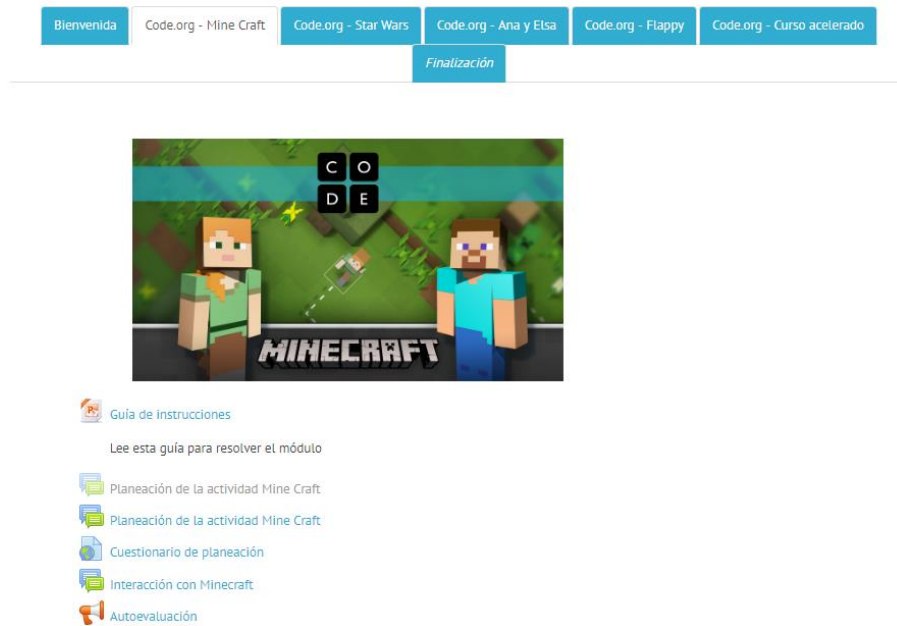 Bienvenida
Code.org - Mine Craft
Code.org - Star Wars
Code.org - Ana y Elsa
Code.org - Flappy
Code.org - Curso acelerado
Finalización
C O
D E
MINECRAFT
Guía de instrucciones
Lee esta guía para resolver el módulo
Planeación de la actividad Mine Craft
Planeación de la actividad Mine Craft
Cuestionario de planeación
Interacción con Minecraft
Autoevaluación